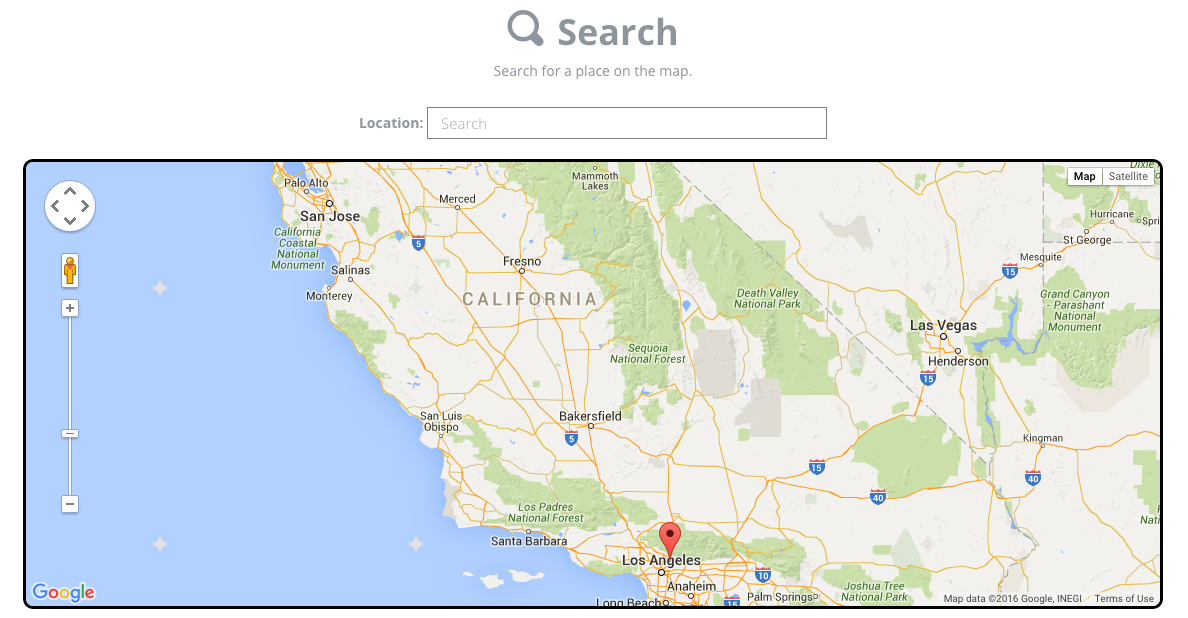 Search
Search for a place on the map.
Location:
Search
Map
Satellite
Dixie
Palo Alto
San Jose
Merced
Mammoth
Lakes
Hurricane
Spri
St George
California
Coastal
National
Monument
5
Salinas
Fresno
Mesquite
15
Monterey
CALIFORNIA
Death Valley
National Park
Grand Canyon
- Parashant
National
Monument
Las Vegas
Sequoia
National Forest
Henderson
15
San Luis
Obispo
Bakersfield
5
Kingman
15
40
40
Los Padres
National Forest
Nati
Santa Barbara
Los Angeles
10
Anaheim
Joshua Tree
National Park
Long Beach
15
Palm Springs
Google
Map data ©2016 Google, INEGI
Terms of Use